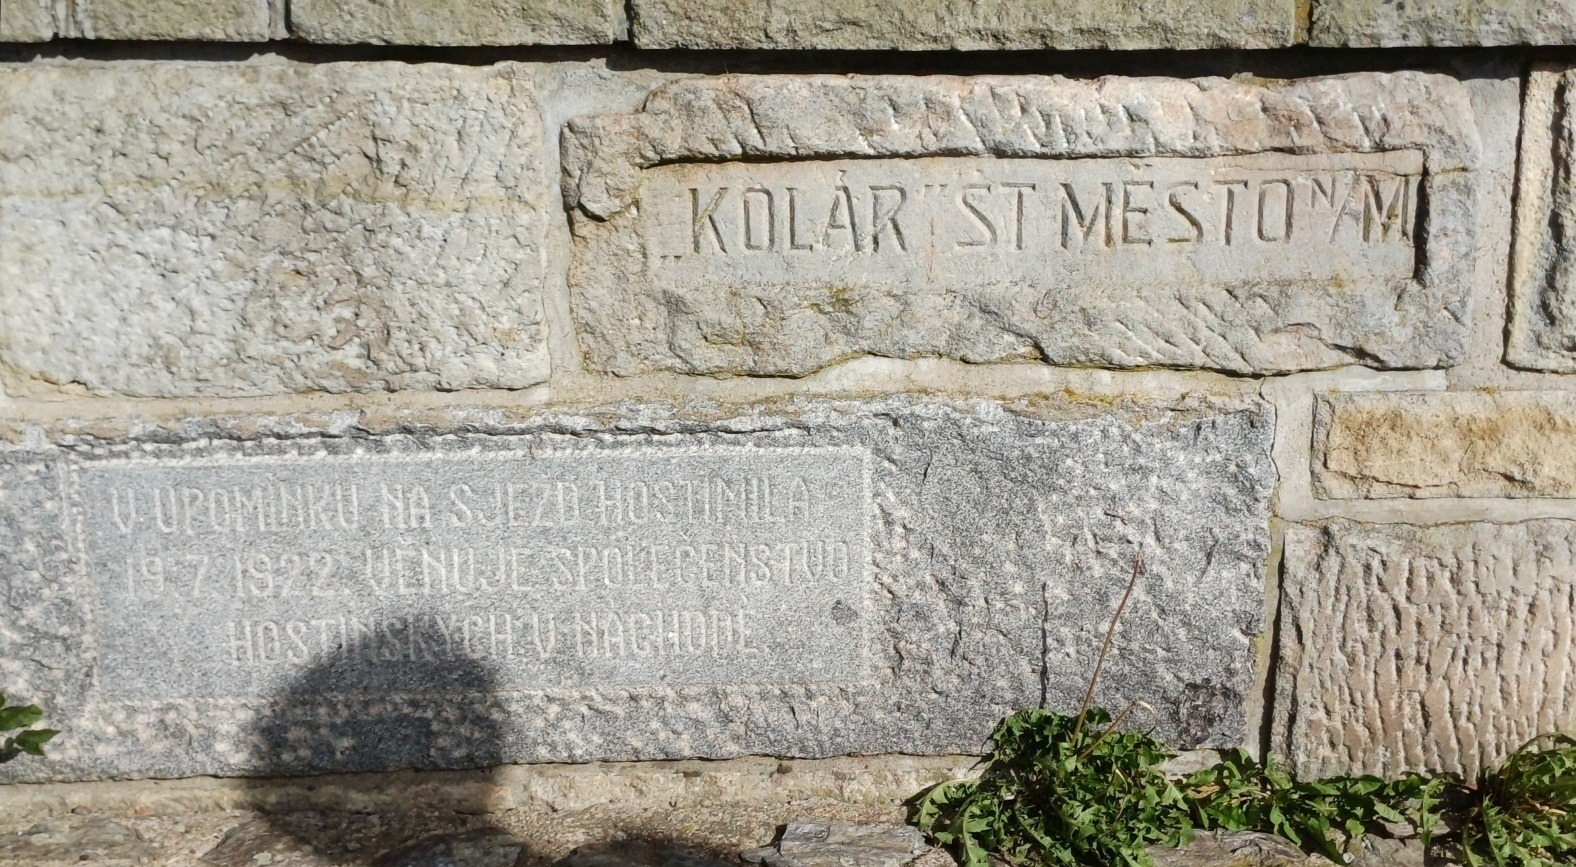 „KOLÁR" ST MĚSTO N/M
V UPOMÍNKU NA SJEZD HOSTIMILA
19.7.1922 VĚNUJE SPOLEČENSTVO
HOSTINSKÝCH V NÁCHODĚ